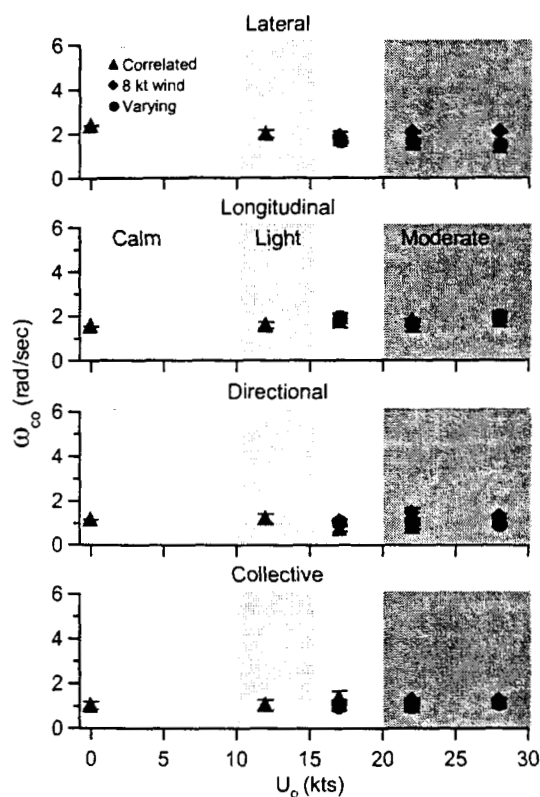 Lateral
6
▲ Correlated
◆ 8 kt wind
● Varying
4
2
0
Longitudinal
6
Calm Light Moderate
4
2
0
Directional
6
4
2
0
Collective
6
4
2
0
0 5 10 15 20 25 30
U₀ (kts)
ω_co (rad/sec)